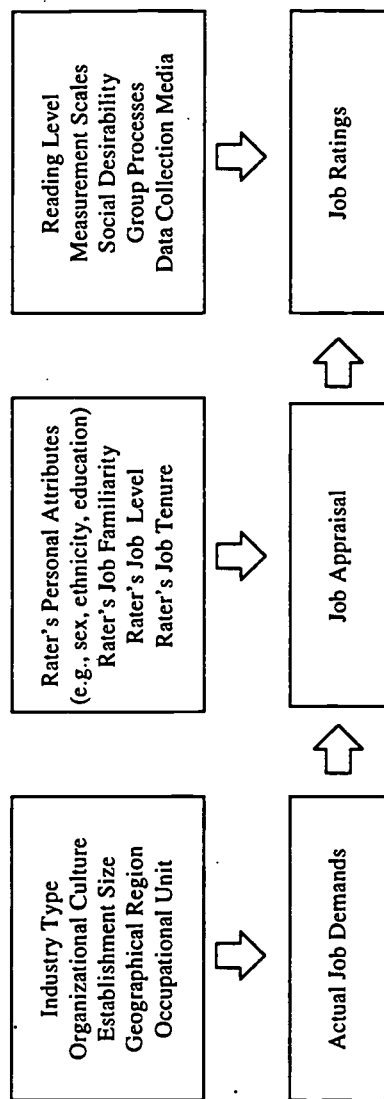 Industry Type
Organizational Culture
Establishment Size
Geographical Region
Occupational Unit
Actual Job Demands
Rater's Personal Attributes
(e.g., sex, ethnicity, education)
Rater's Job Familiarity
Rater's Job Level
Rater's Job Tenure
Job Appraisal
Reading Level
Measurement Scales
Social Desirability
Group Processes
Data Collection Media
Job Ratings